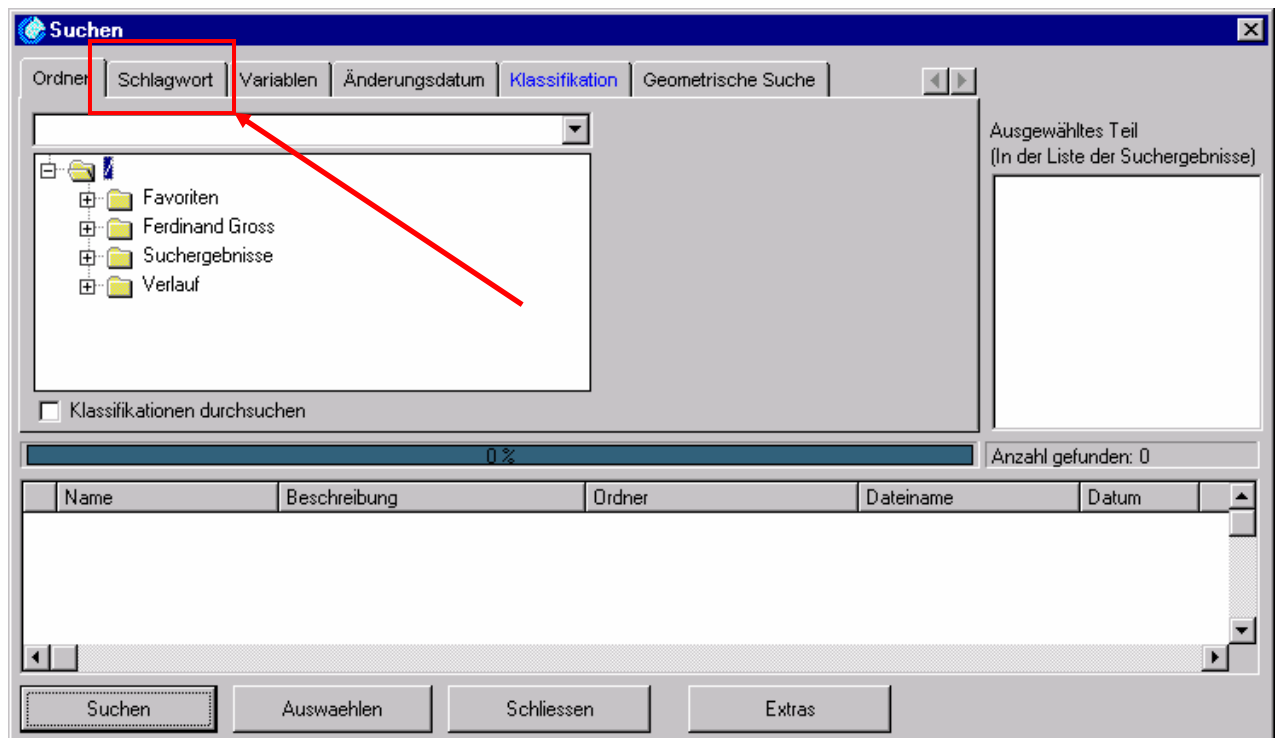 Suchen
Ordner Schlagwort Variablen Änderungsdatum Klassifikation Geometrische Suche
Ausgewähltes Teil
(In der Liste der Suchergebnisse)
/
Favoriten
Ferdinand Gross
Suchergebnisse
Verlauf
Klassifikationen durchsuchen
0 %
Anzahl gefunden: 0
Name Beschreibung Ordner Dateiname Datum
Suchen Auswaehlen Schliessen Extras